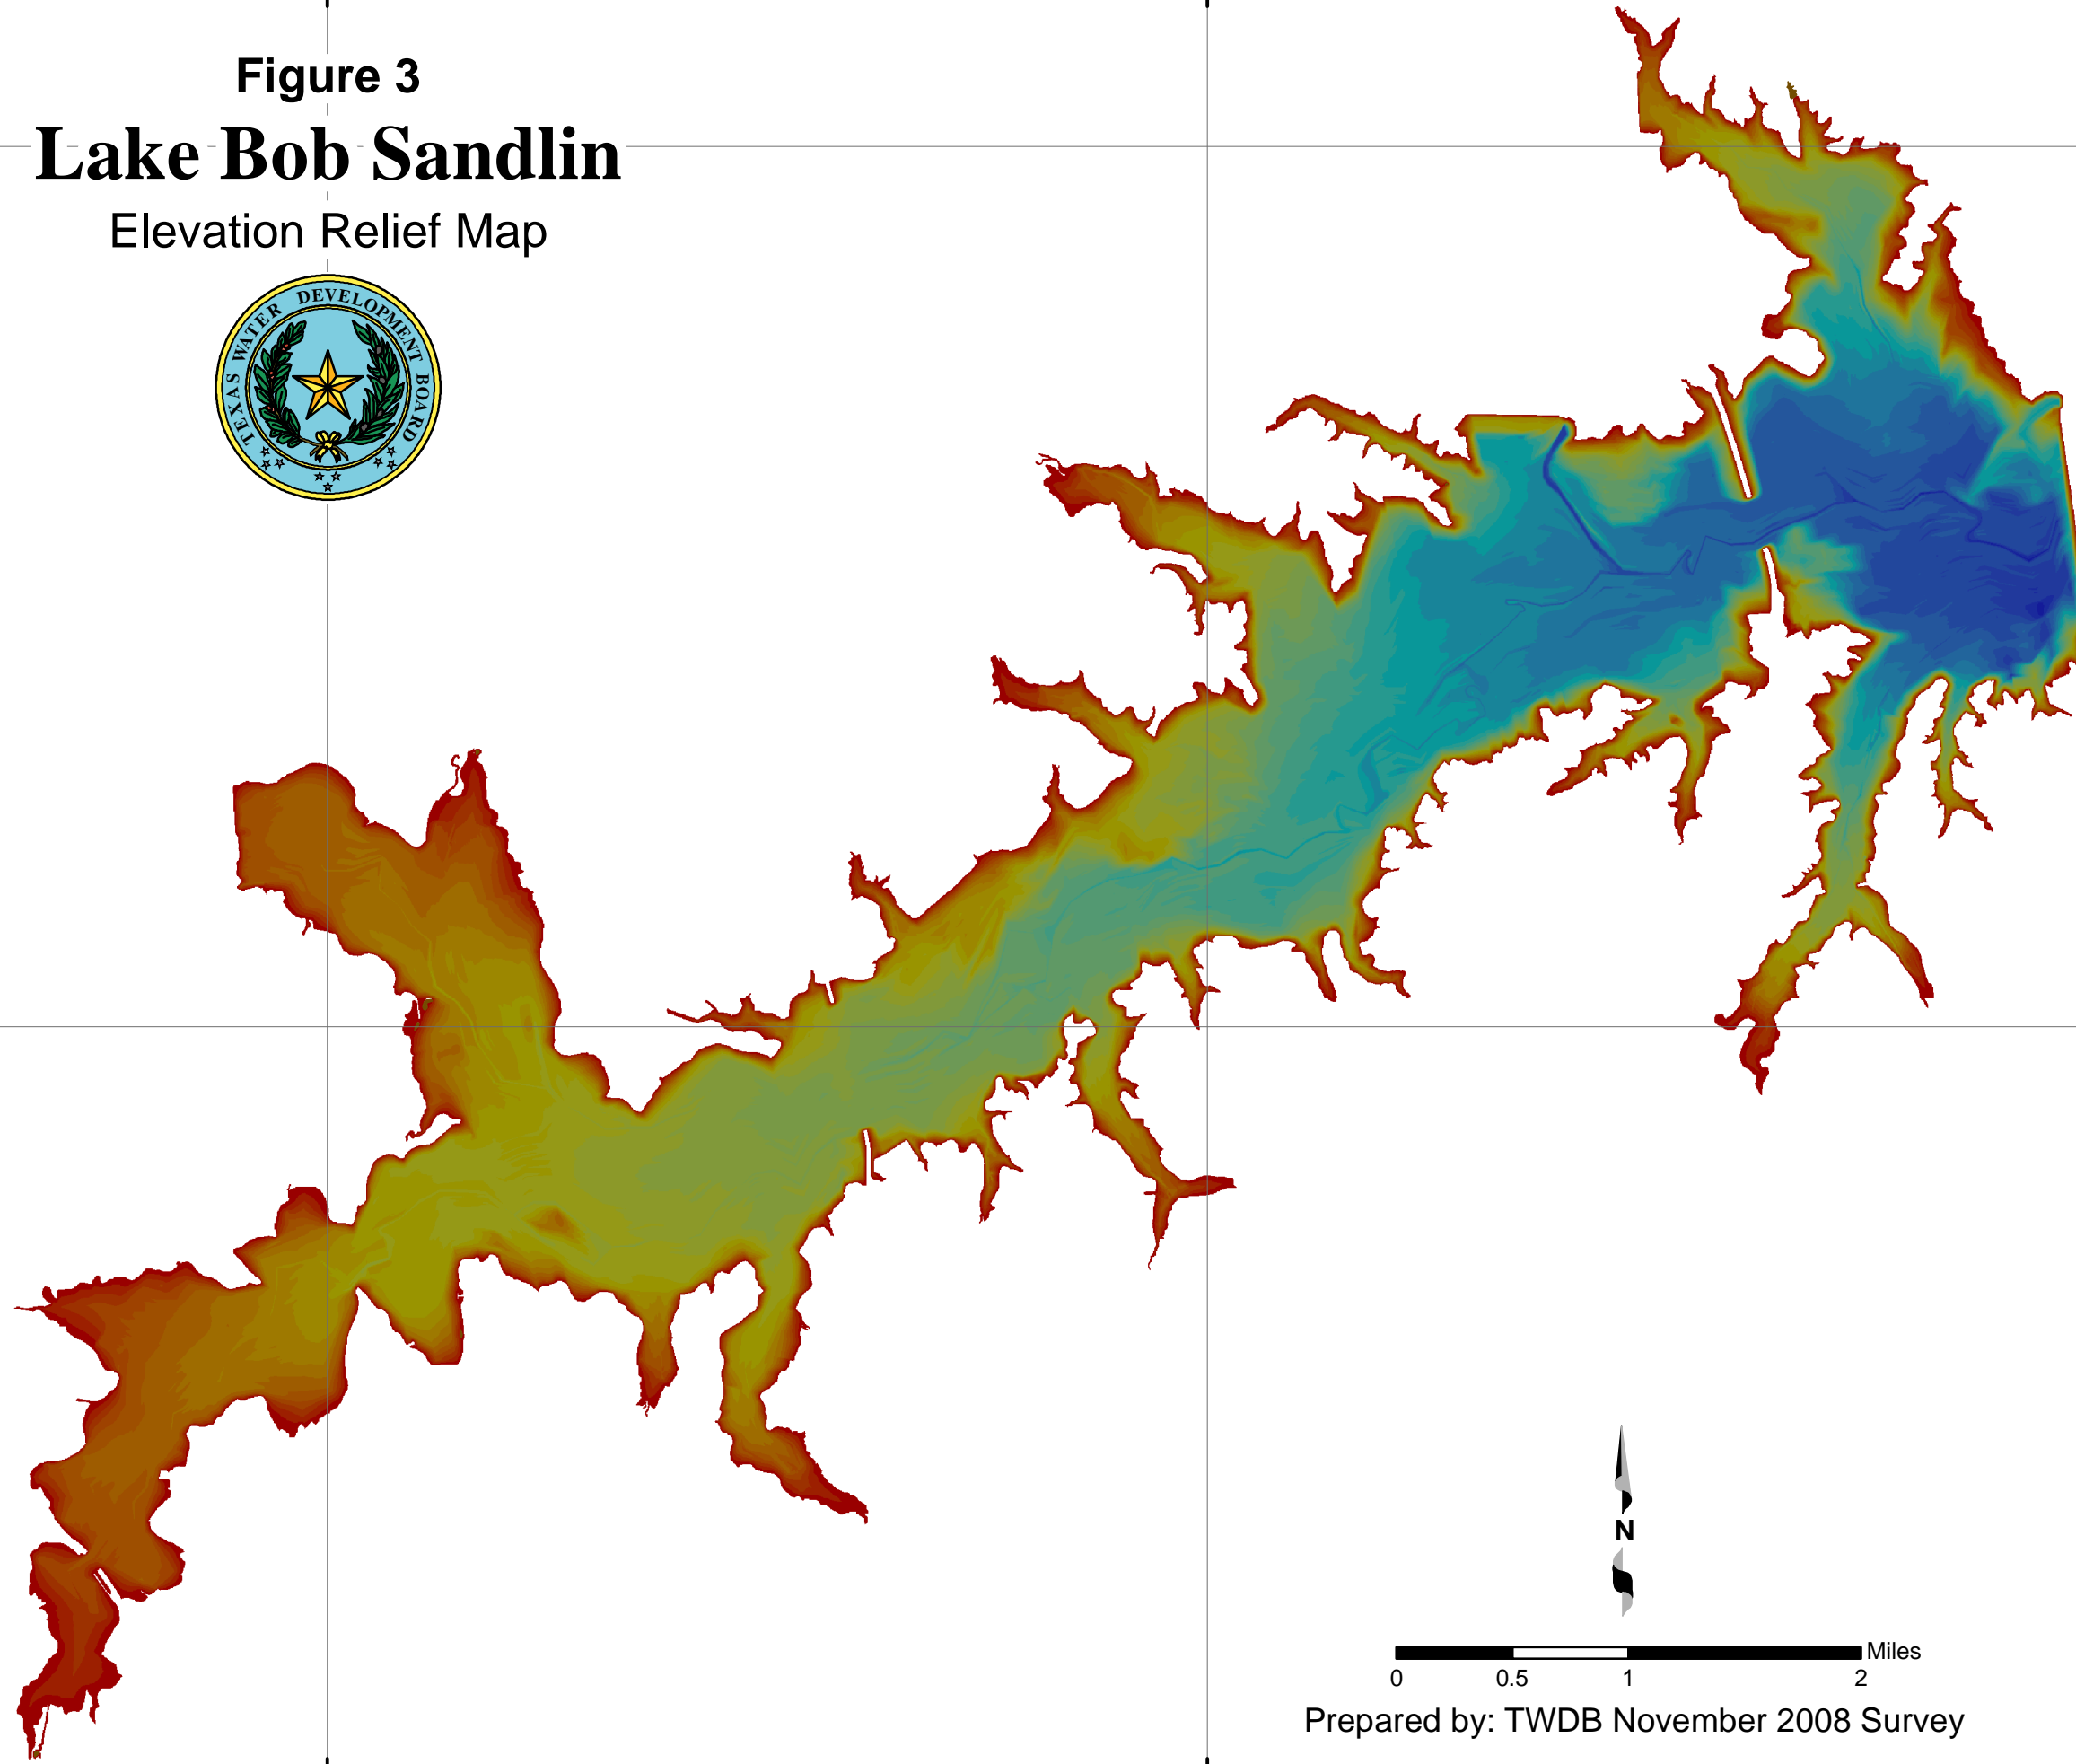 Figure 3
Lake Bob Sandlin
Elevation Relief Map
TEXAS WATER DEVELOPMENT BOARD
N
Miles
0 0.5 1 2
Prepared by: TWDB November 2008 Survey